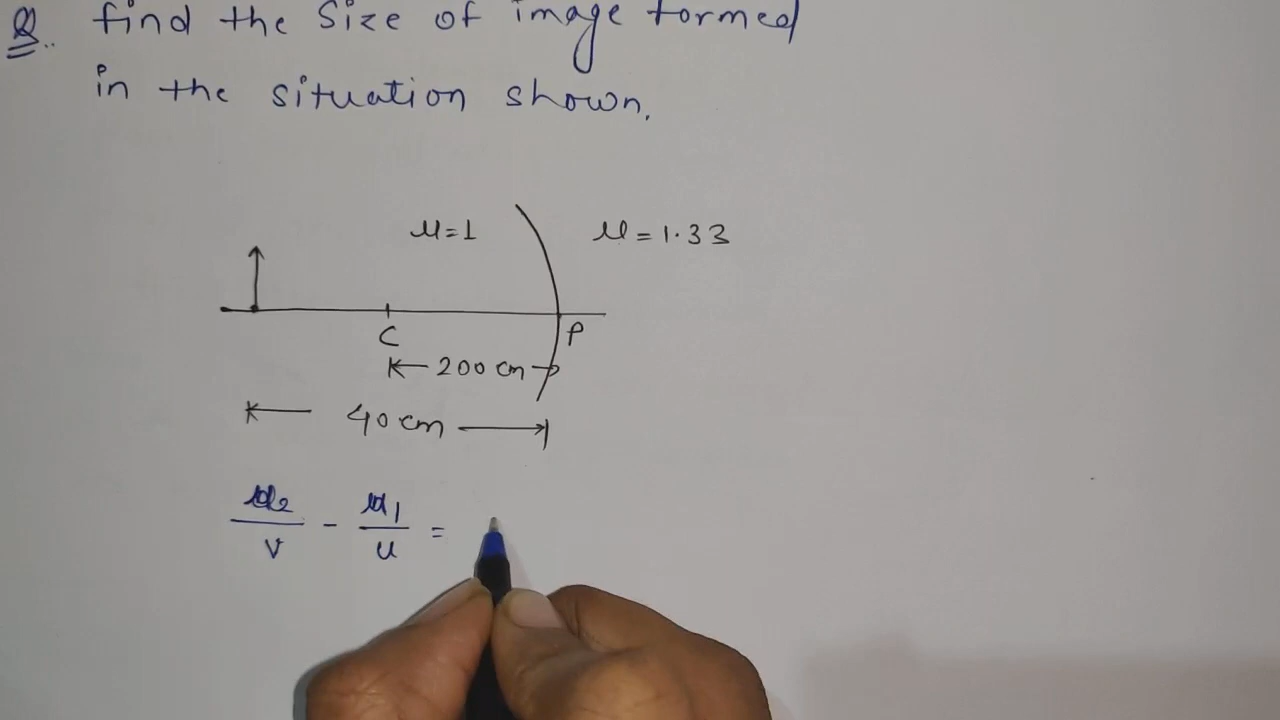 Q. find the size of image formed
in the situation shown.
μ=1 μ=1.33
C P
200 cm
40 cm
μ2/v - μ1/u =